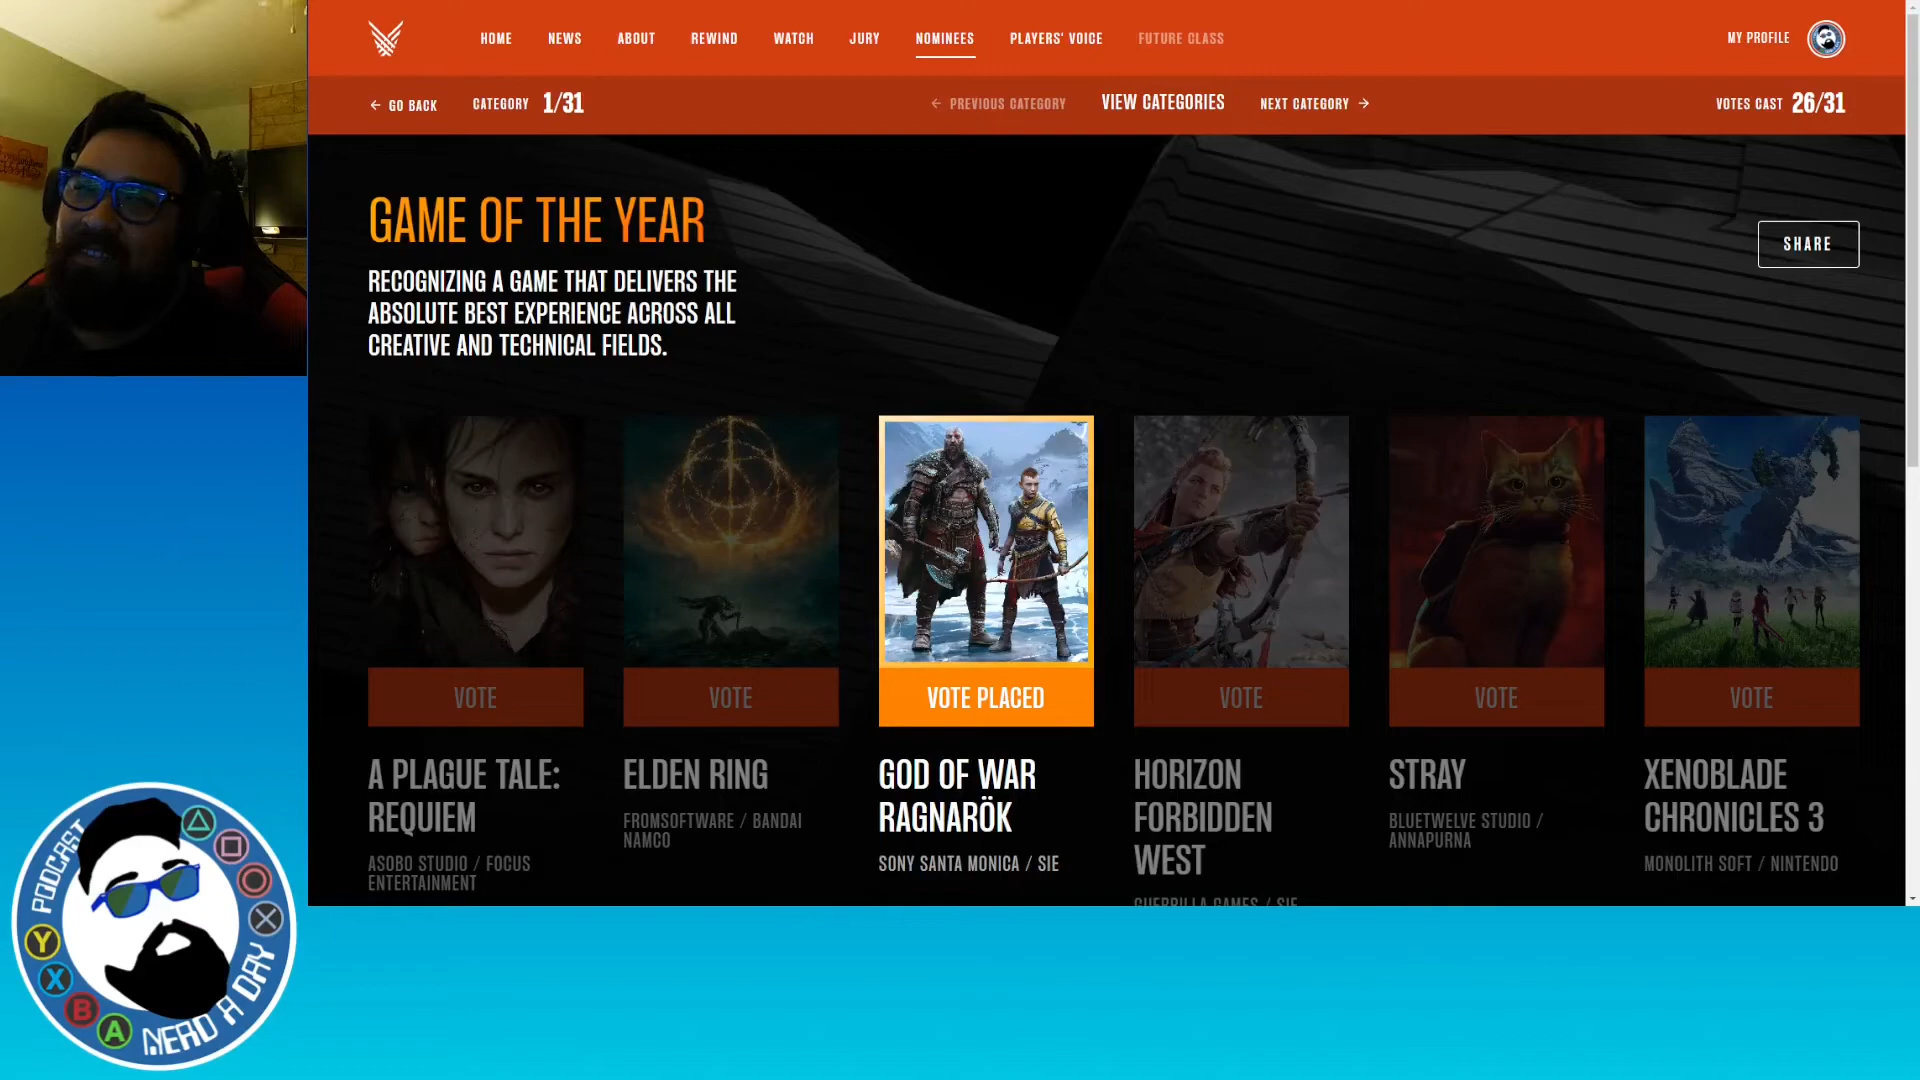 HOME NEWS ABOUT REWIND WATCH JURY NOMINEES PLAYERS' VOICE FUTURE CLASS MY PROFILE
← GO BACK CATEGORY 1/31 ← PREVIOUS CATEGORY VIEW CATEGORIES NEXT CATEGORY → VOTES CAST 26/31
GAME OF THE YEAR
SHARE
RECOGNIZING A GAME THAT DELIVERS THE
ABSOLUTE BEST EXPERIENCE ACROSS ALL
CREATIVE AND TECHNICAL FIELDS.
VOTE VOTE VOTE PLACED VOTE VOTE VOTE
A PLAGUE TALE:
REQUIEM
ASOBO STUDIO / FOCUS
ENTERTAINMENT
ELDEN RING
FROMSOFTWARE / BANDAI
NAMCO
GOD OF WAR
RAGNARÖK
SONY SANTA MONICA / SIE
HORIZON
FORBIDDEN
WEST
GUERRILLA GAMES / SIE
STRAY
BLUETWELVE STUDIO /
ANNAPURNA
XENOBLADE
CHRONICLES 3
MONOLITH SOFT / NINTENDO
PODCAST
Y
X
B
A
NERD A DAY